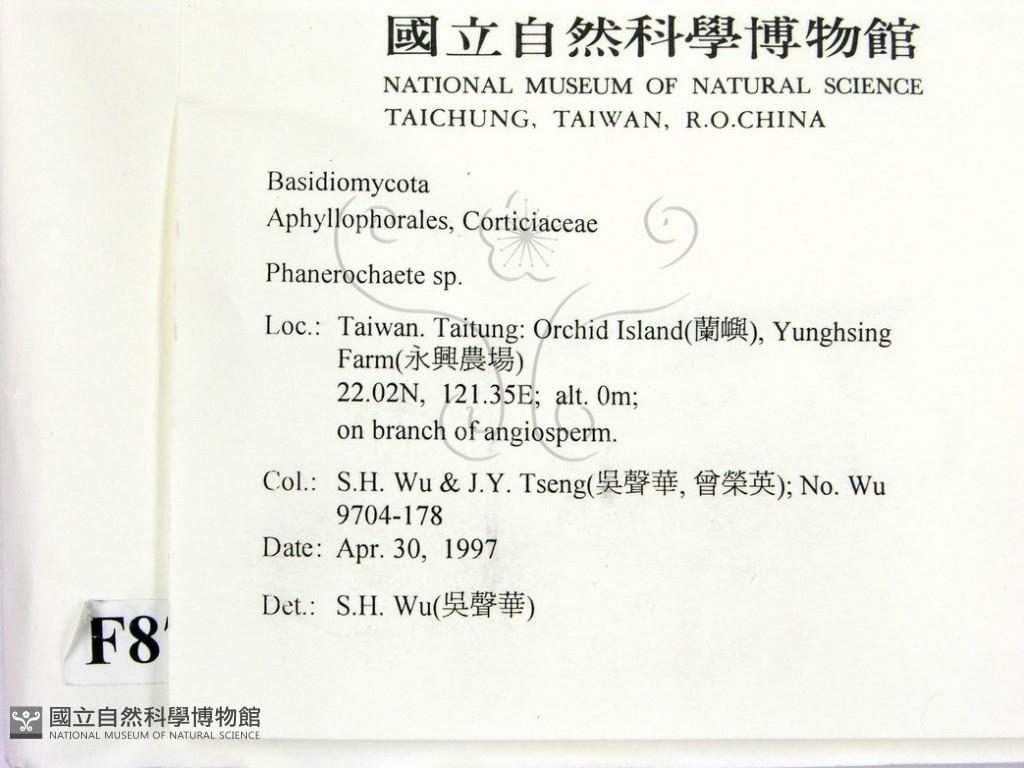 國立自然科學博物館
NATIONAL MUSEUM OF NATURAL SCIENCE
TAICHUNG, TAIWAN, R.O.CHINA
Basidiomycota
Aphyllophorales, Corticiaceae
Phanerochaete sp.
Loc.: Taiwan. Taitung: Orchid Island(蘭嶼), Yunghsing
Farm(永興農場)
22.02N, 121.35E; alt. 0m;
on branch of angiosperm.
Col.: S.H. Wu & J.Y. Tseng(吳聲華, 曾榮英); No. Wu
9704-178
Date: Apr. 30, 1997
Det.: S.H. Wu(吳聲華)
F8
國立自然科學博物館
NATIONAL MUSEUM OF NATURAL SCIENCE